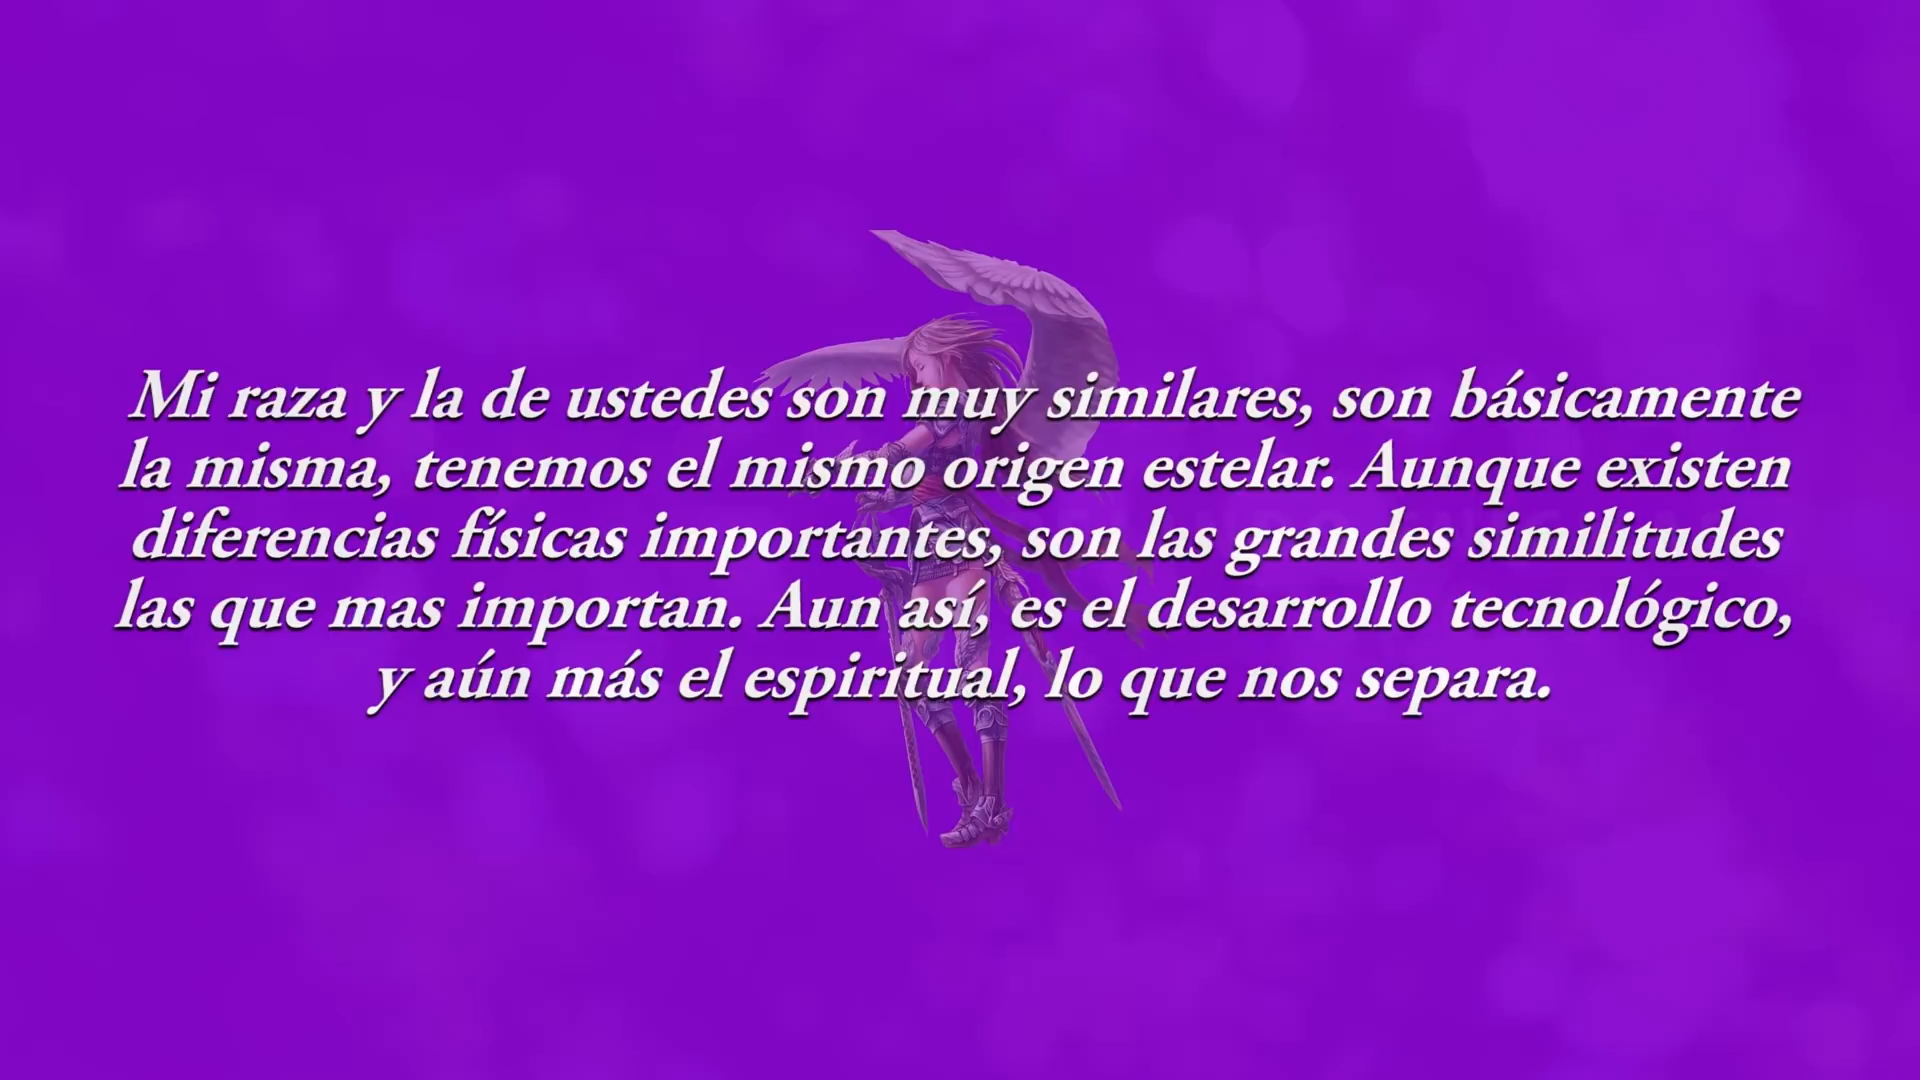 Mi raza y la de ustedes son muy similares, son básicamente
la misma, tenemos el mismo origen estelar. Aunque existen
diferencias físicas importantes, son las grandes similitudes
las que mas importan. Aun así, es el desarrollo tecnológico,
y aún más el espiritual, lo que nos separa.